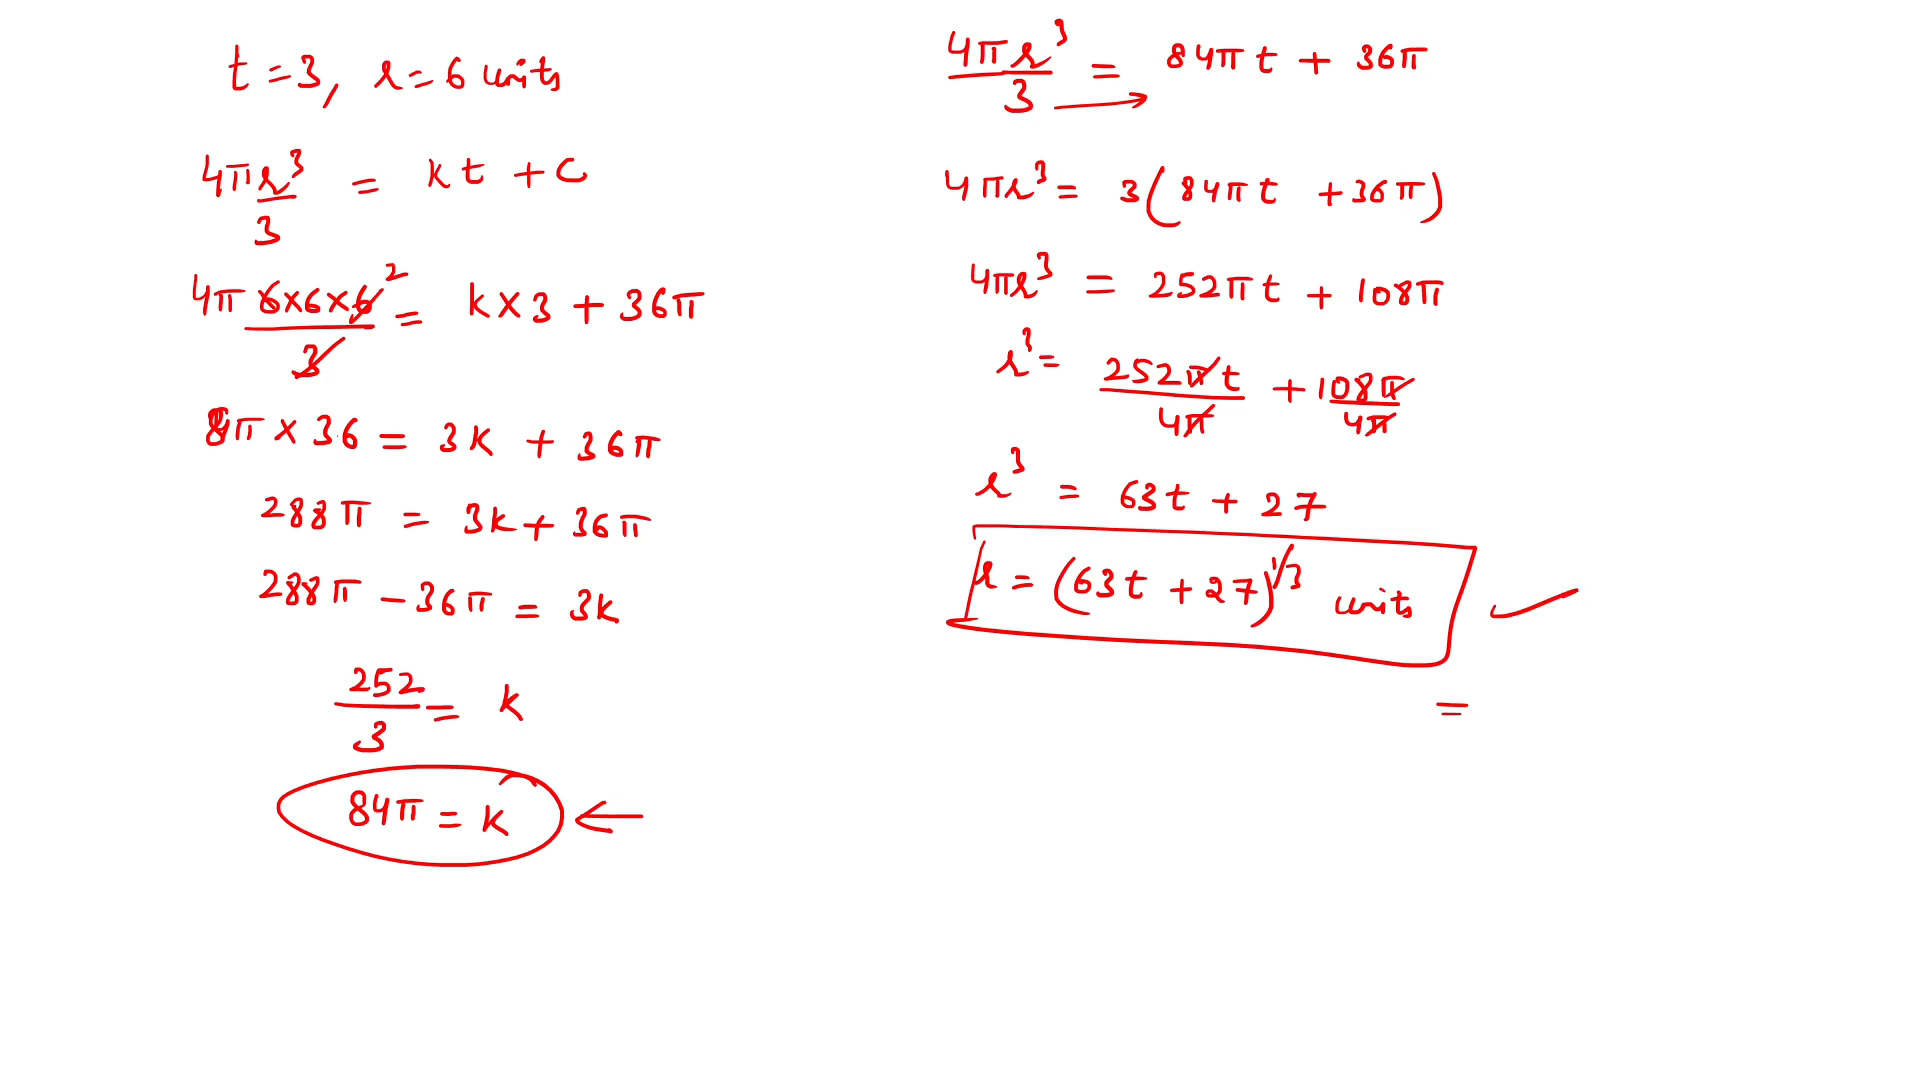 t = 3, r = 6 units
4πr³/3 = kt + c
4π 6×6×6²/3 = k×3 + 36π
8π × 36 = 3k + 36π
288π = 3k + 36π
288π − 36π = 3k
252/3 = k
84π = k ←
4πr³/3 → = 84πt + 36π
4πr³ = 3(84πt + 36π)
4πr³ = 252πt + 108π
r³ = 252πt/4π + 108π/4π
r³ = 63t + 27
r = (63t + 27)^1/3 units ✓
=